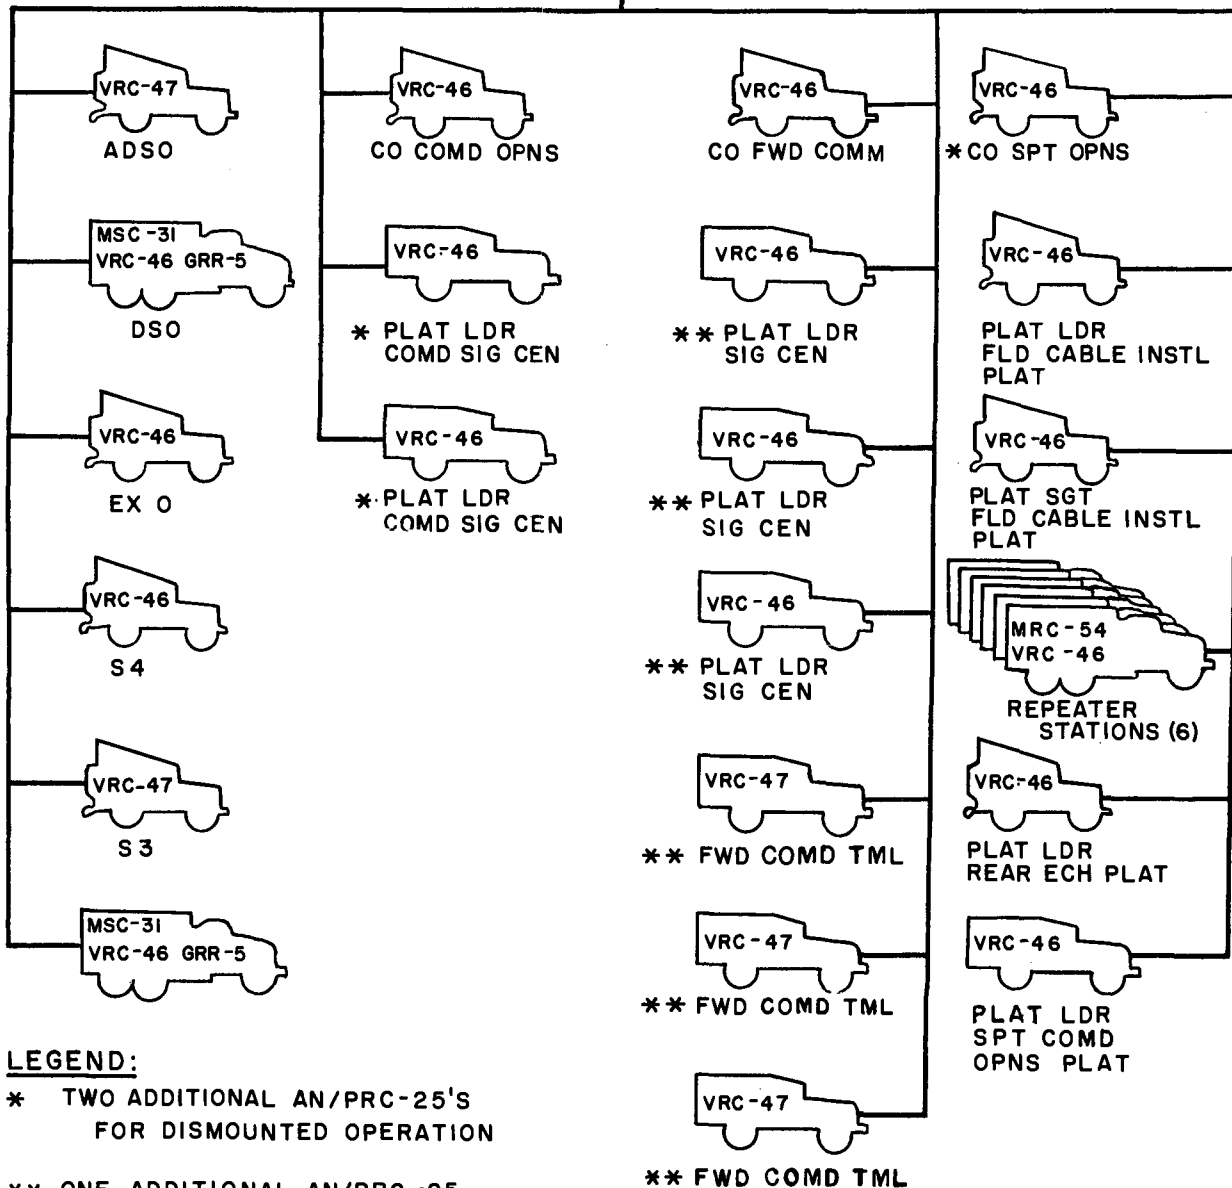 VRC-47
ADSO
MSC-31
VRC-46 GRR-5
DSO
VRC-46
EX O
VRC-46
S4
VRC-47
S3
MSC-31
VRC-46 GRR-5
VRC-46
CO COMD OPNS
VRC-46
* PLAT LDR
COMD SIG CEN
VRC-46
* PLAT LDR
COMD SIG CEN
VRC-46
CO FWD COMM
VRC-46
** PLAT LDR
SIG CEN
VRC-46
** PLAT LDR
SIG CEN
VRC-46
** PLAT LDR
SIG CEN
VRC-47
** FWD COMD TML
VRC-47
** FWD COMD TML
VRC-47
** FWD COMD TML
VRC-46
* CO SPT OPNS
VRC-46
PLAT LDR
FLD CABLE INSTL
PLAT
VRC-46
PLAT SGT
FLD CABLE INSTL
PLAT
MRC-54
VRC-46
REPEATER
STATIONS (6)
VRC-46
PLAT LDR
REAR ECH PLAT
VRC-46
PLAT LDR
SPT COMD
OPNS PLAT
LEGEND:
* TWO ADDITIONAL AN/PRC-25'S
FOR DISMOUNTED OPERATION
** ONE ADDITIONAL AN/PRC-25